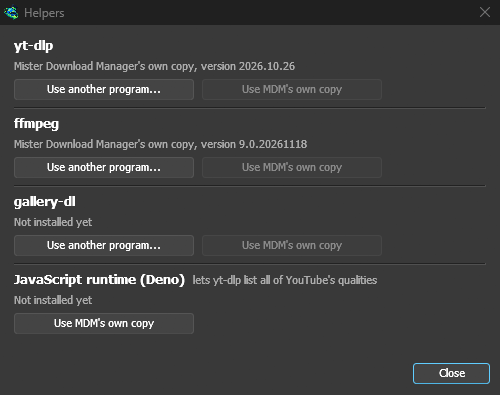 Helpers
yt-dlp
Mister Download Manager's own copy, version 2026.10.26
Use another program... Use MDM's own copy
ffmpeg
Mister Download Manager's own copy, version 9.0.20261118
Use another program... Use MDM's own copy
gallery-dl
Not installed yet
Use another program... Use MDM's own copy
JavaScript runtime (Deno) lets yt-dlp list all of YouTube's qualities
Not installed yet
Use MDM's own copy
Close